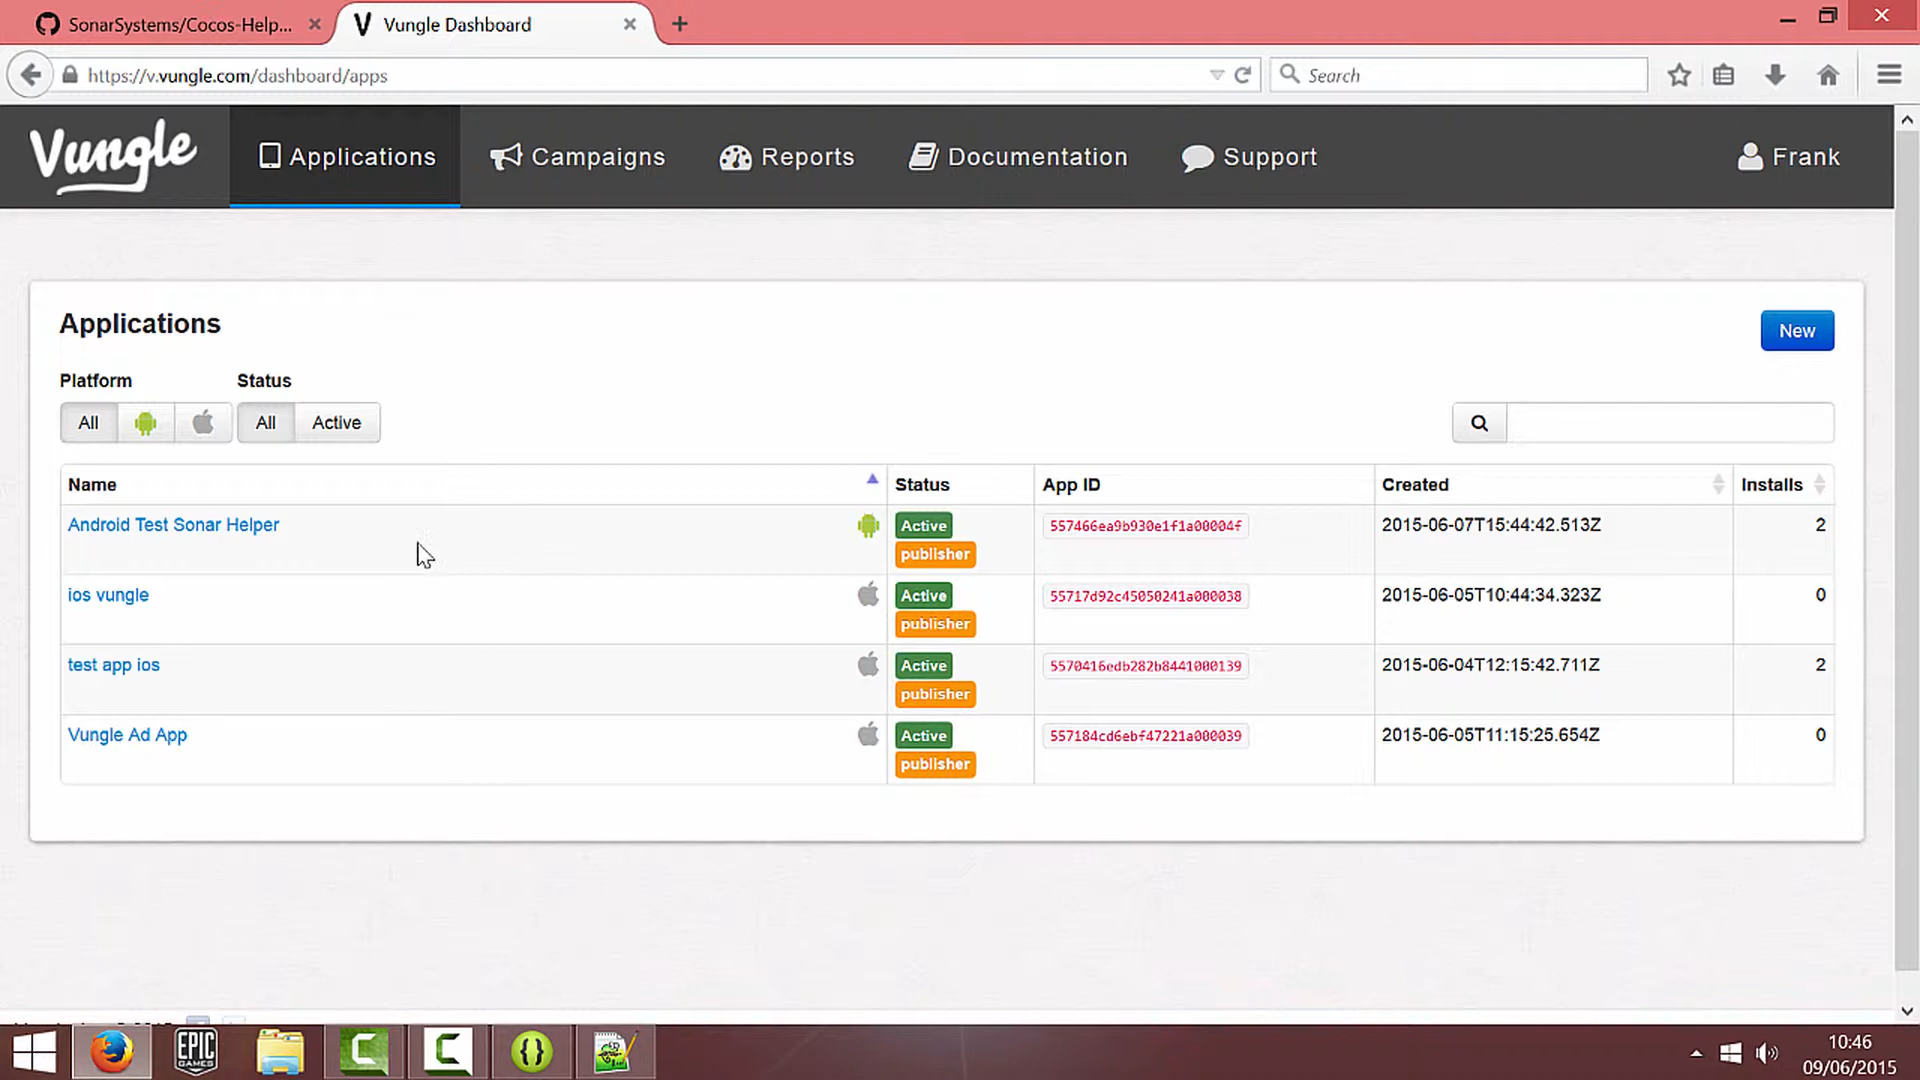 SonarSystems/Cocos-Help...
Vungle Dashboard
https://v.vungle.com/dashboard/apps
Search
Vungle
Applications
Campaigns
Reports
Documentation
Support
Frank
Applications
New
Platform
Status
All
All
Active
Name
Status
App ID
Created
Installs
Android Test Sonar Helper
Active
publisher
557466ea9b930e1f1a00004f
2015-06-07T15:44:42.513Z
2
ios vungle
Active
publisher
55717d92c45050241a000038
2015-06-05T10:44:34.323Z
0
test app ios
Active
publisher
5570416edb282b8441000139
2015-06-04T12:15:42.711Z
2
Vungle Ad App
Active
publisher
557184cd6ebf47221a000039
2015-06-05T11:15:25.654Z
0
EPIC
GAMES
10:46
09/06/2015